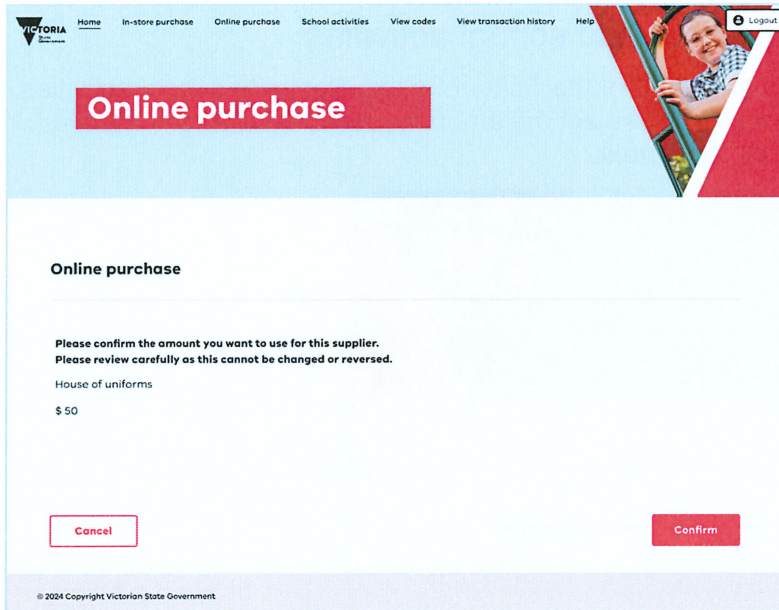 VICTORIA
State
Government
Home
In-store purchase
Online purchase
School activities
View codes
View transaction history
Help
Logout
Online purchase
Online purchase
Please confirm the amount you want to use for this supplier.
Please review carefully as this cannot be changed or reversed.
House of uniforms
$ 50
Cancel
Confirm
© 2024 Copyright Victorian State Government